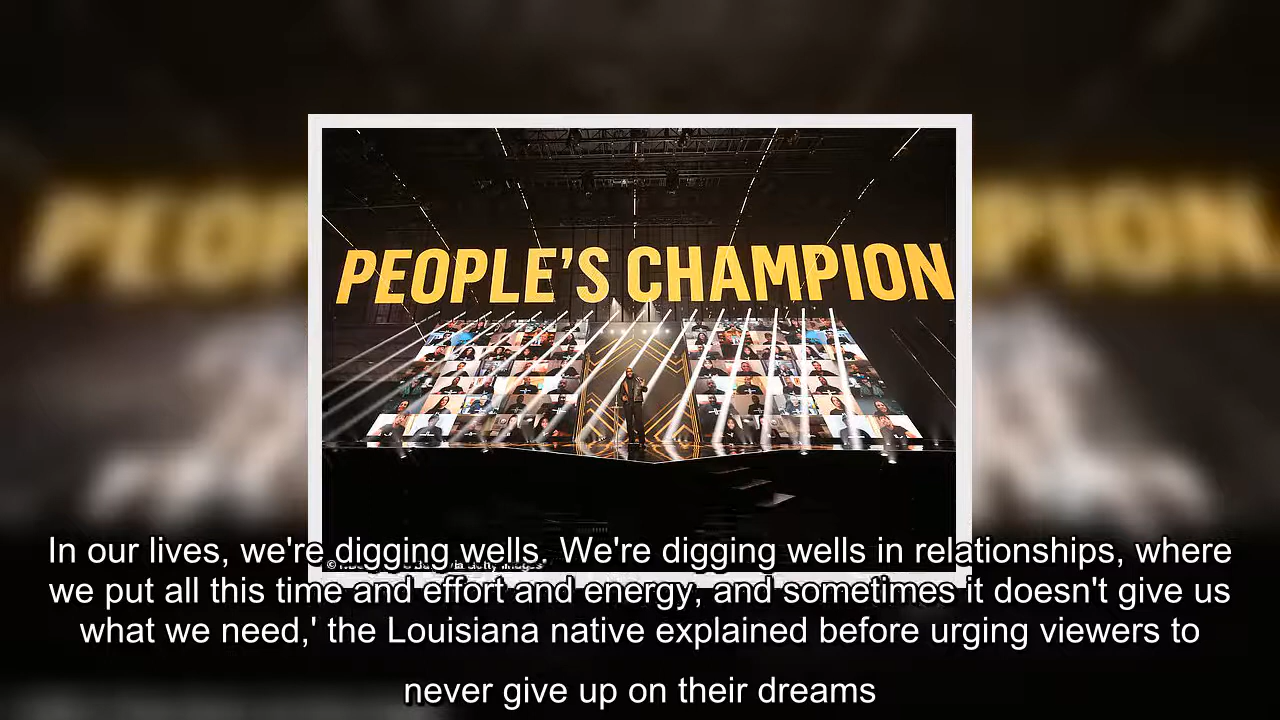 PEOPLE'S CHAMPION
In our lives, we're digging wells. We're digging wells in relationships, where
we put all this time and effort and energy, and sometimes it doesn't give us
what we need,' the Louisiana native explained before urging viewers to
never give up on their dreams